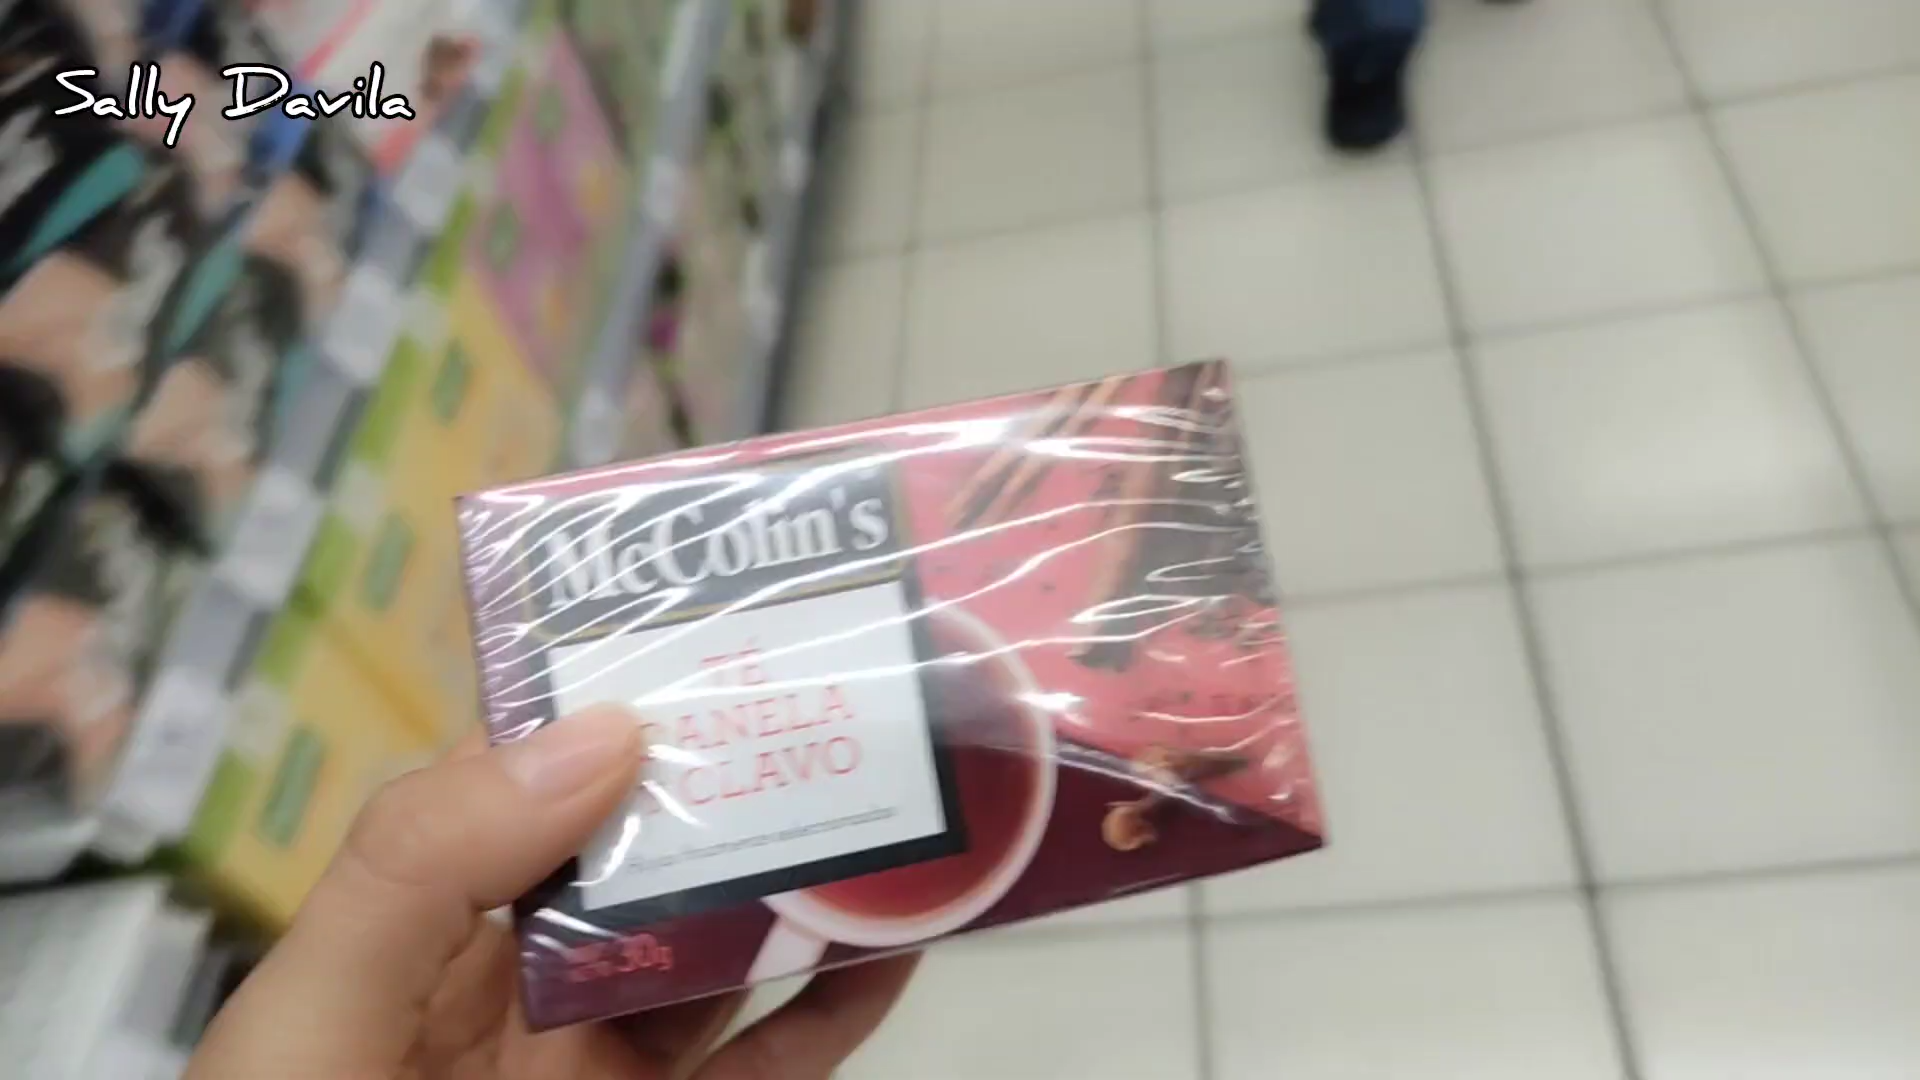 Sally Davila
McColin's
TÉ
CANELA
CLAVO
30g